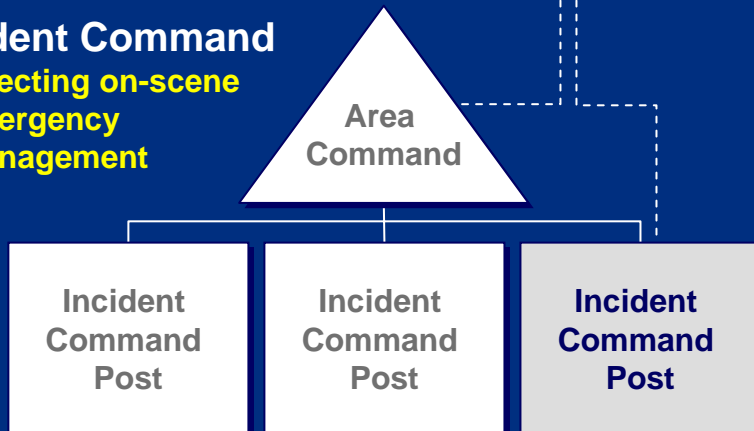 dent Command
ecting on-scene
ergency
nagement
Area
Command
Incident
Command
Post
Incident
Command
Post
Incident
Command
Post